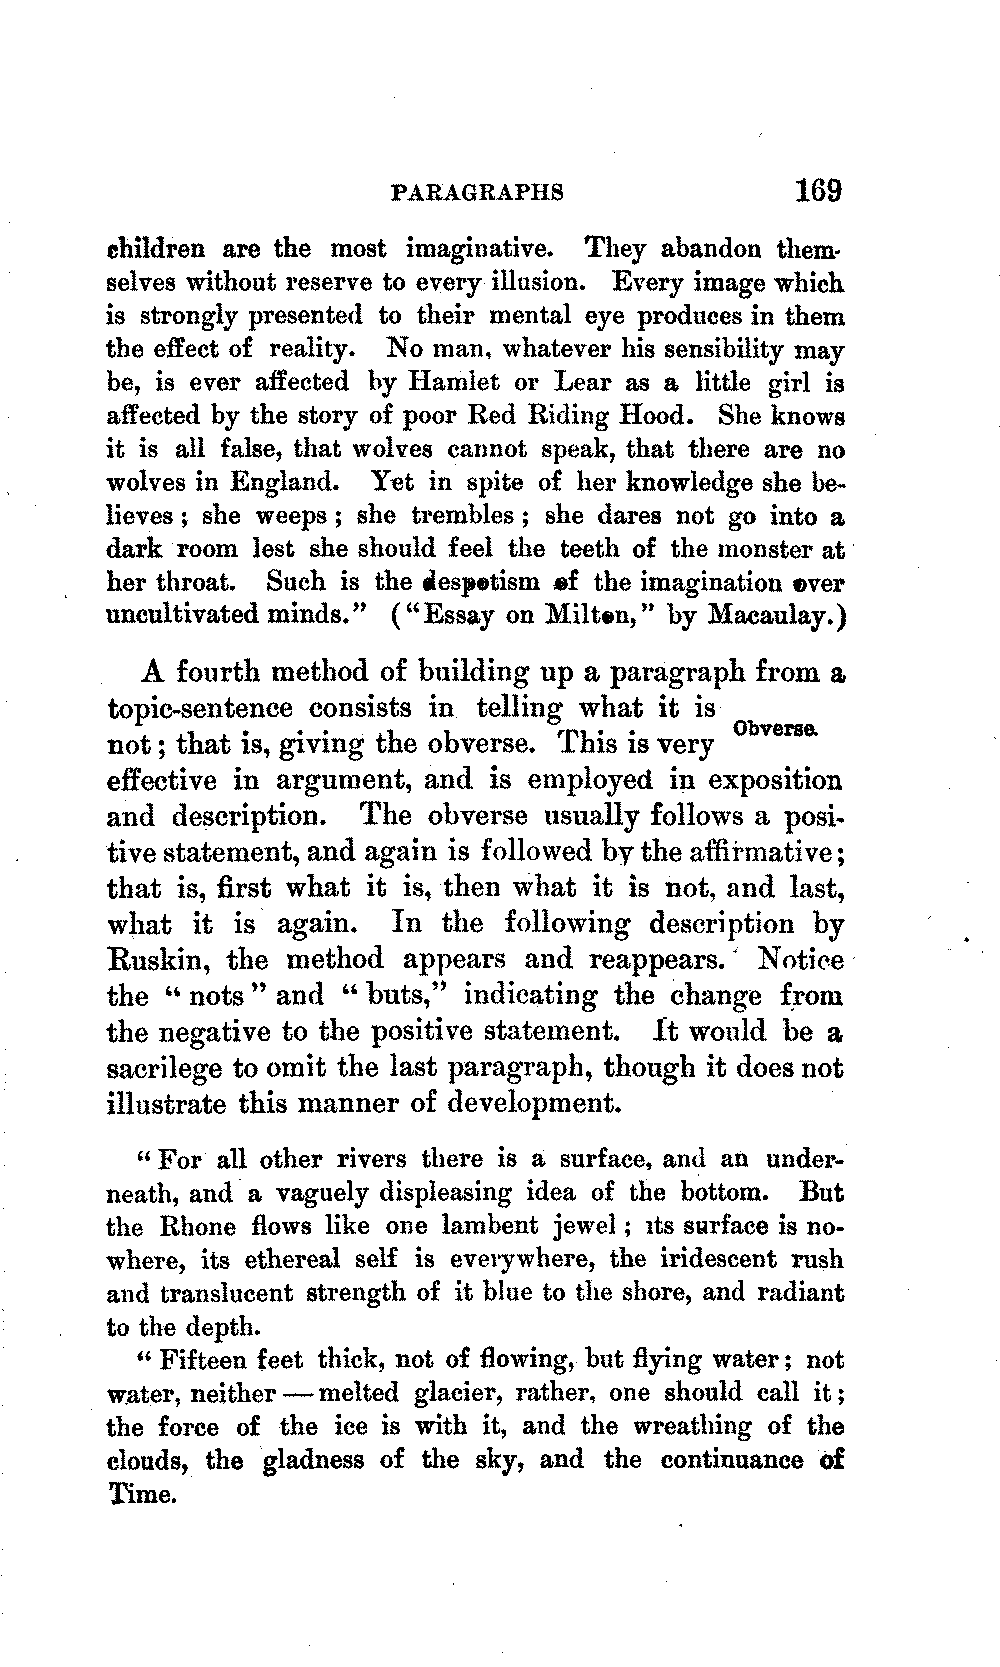 PARAGRAPHS 169
children are the most imaginative. They abandon them-
selves without reserve to every illusion. Every image which
is strongly presented to their mental eye produces in them
the effect of reality. No man, whatever his sensibility may
be, is ever affected by Hamlet or Lear as a little girl is
affected by the story of poor Red Riding Hood. She knows
it is all false, that wolves cannot speak, that there are no
wolves in England. Yet in spite of her knowledge she be-
lieves; she weeps; she trembles; she dares not go into a
dark room lest she should feel the teeth of the monster at
her throat. Such is the despotism of the imagination over
uncultivated minds." ("Essay on Milton," by Macaulay.)
A fourth method of building up a paragraph from a
topic-sentence consists in telling what it is
not; that is, giving the obverse. This is very
Obverse.
effective in argument, and is employed in exposition
and description. The obverse usually follows a posi-
tive statement, and again is followed by the affirmative;
that is, first what it is, then what it is not, and last,
what it is again. In the following description by
Ruskin, the method appears and reappears. Notice
the "nots" and "buts," indicating the change from
the negative to the positive statement. It would be a
sacrilege to omit the last paragraph, though it does not
illustrate this manner of development.
"For all other rivers there is a surface, and an under-
neath, and a vaguely displeasing idea of the bottom. But
the Rhone flows like one lambent jewel; its surface is no-
where, its ethereal self is everywhere, the iridescent rush
and translucent strength of it blue to the shore, and radiant
to the depth.
"Fifteen feet thick, not of flowing, but flying water; not
water, neither — melted glacier, rather, one should call it;
the force of the ice is with it, and the wreathing of the
clouds, the gladness of the sky, and the continuance of
Time.